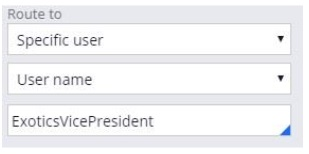 Route to
Specific user
User name
ExoticsVicePresident